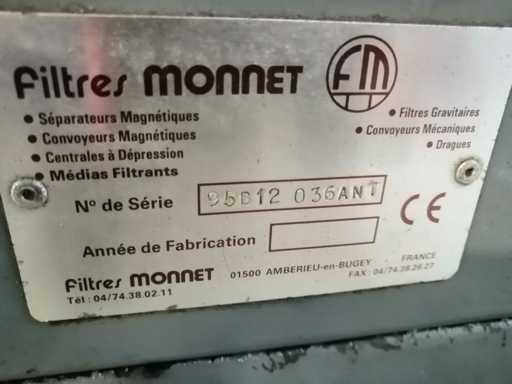 Filtres MONNET
FM
• Séparateurs Magnétiques
• Convoyeurs Magnétiques
• Centrales à Dépression
• Médias Filtrants
• Filtres Gravitaires
• Convoyeurs Mécaniques
• Dragues
N° de Série 95B12 036ANT
CE
Année de Fabrication
Filtres MONNET 01500 AMBERIEU-en-BUGEY FRANCE
Tél : 04/74.38.02.11 FAX : 04/74.38.26.27